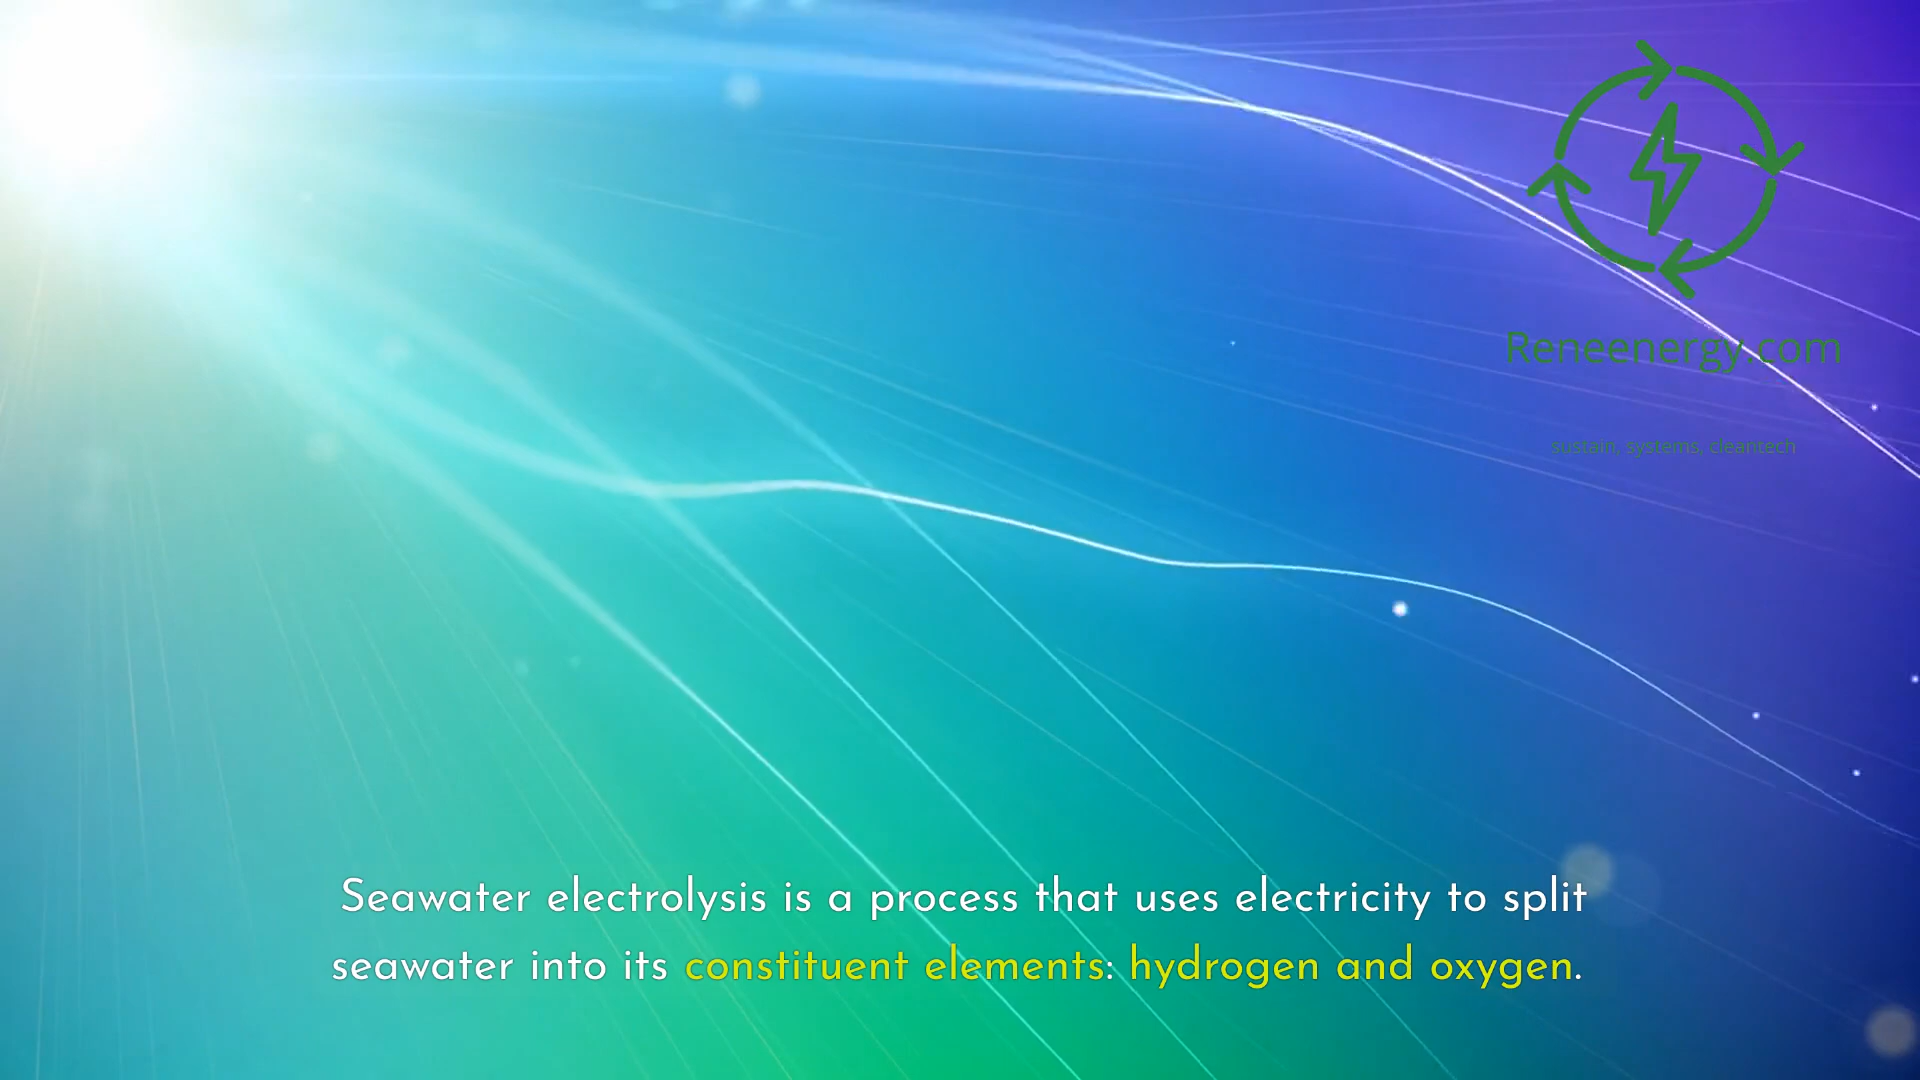 Reneenergy.com
sustain, systems, cleantech
Seawater electrolysis is a process that uses electricity to split
seawater into its constituent elements: hydrogen and oxygen.